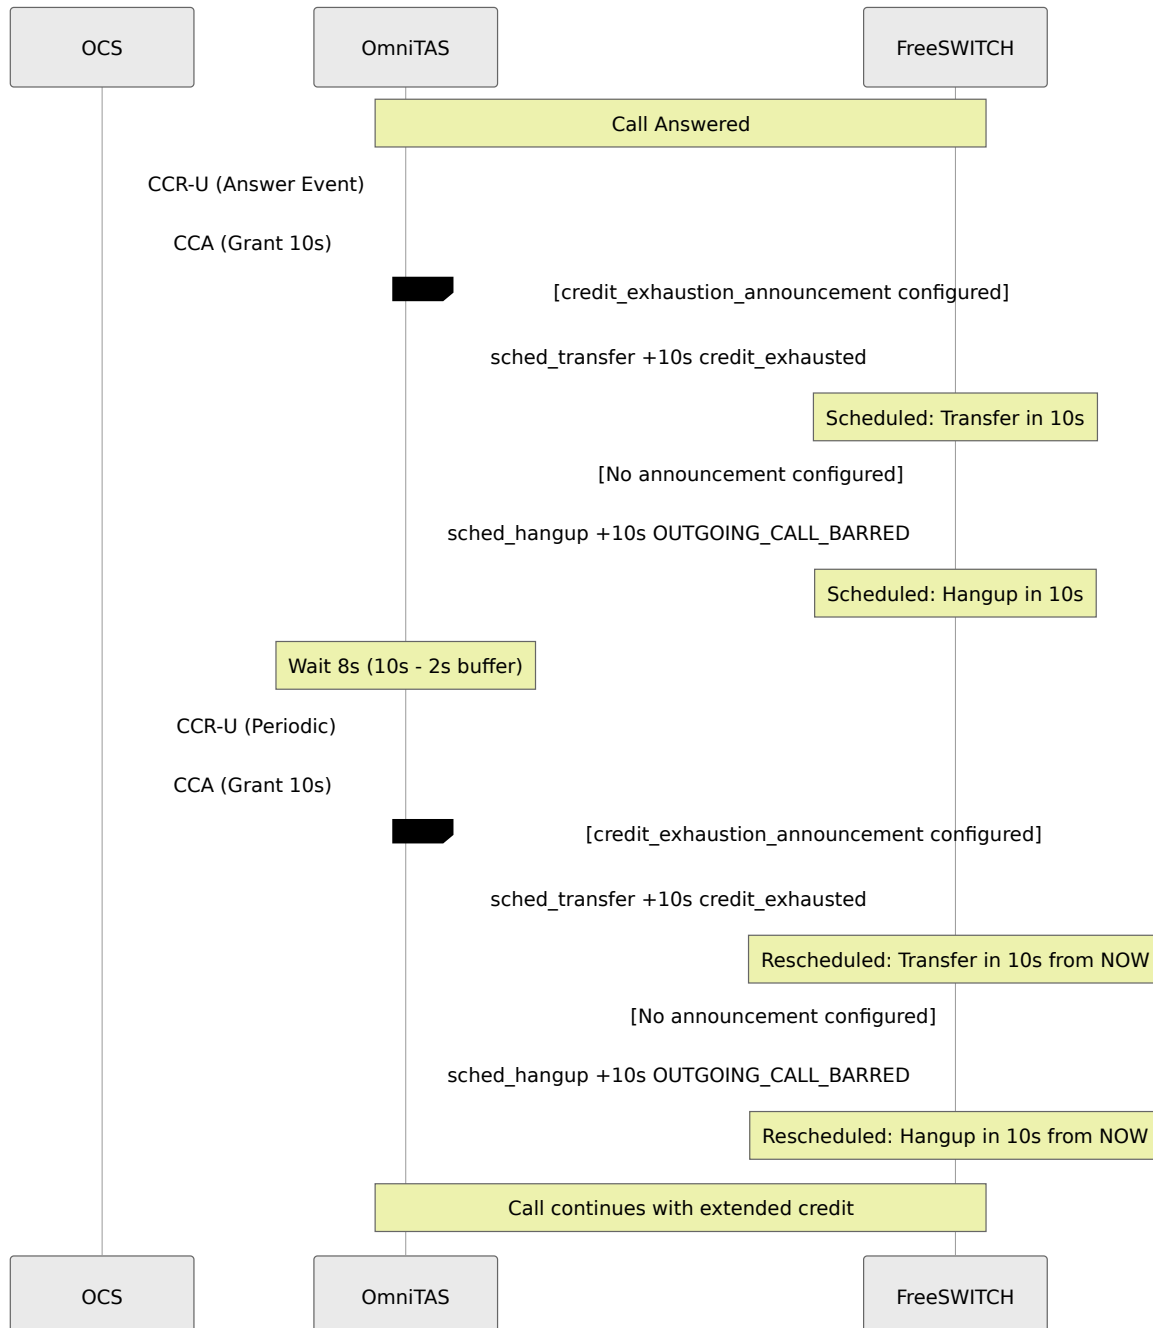 OCS
OmniTAS
FreeSWITCH
Call Answered
CCR-U (Answer Event)
CCA (Grant 10s)
[credit_exhaustion_announcement configured]
sched_transfer +10s credit_exhausted
Scheduled: Transfer in 10s
[No announcement configured]
sched_hangup +10s OUTGOING_CALL_BARRED
Scheduled: Hangup in 10s
Wait 8s (10s - 2s buffer)
CCR-U (Periodic)
CCA (Grant 10s)
[credit_exhaustion_announcement configured]
sched_transfer +10s credit_exhausted
Rescheduled: Transfer in 10s from NOW
[No announcement configured]
sched_hangup +10s OUTGOING_CALL_BARRED
Rescheduled: Hangup in 10s from NOW
Call continues with extended credit
OCS
OmniTAS
FreeSWITCH